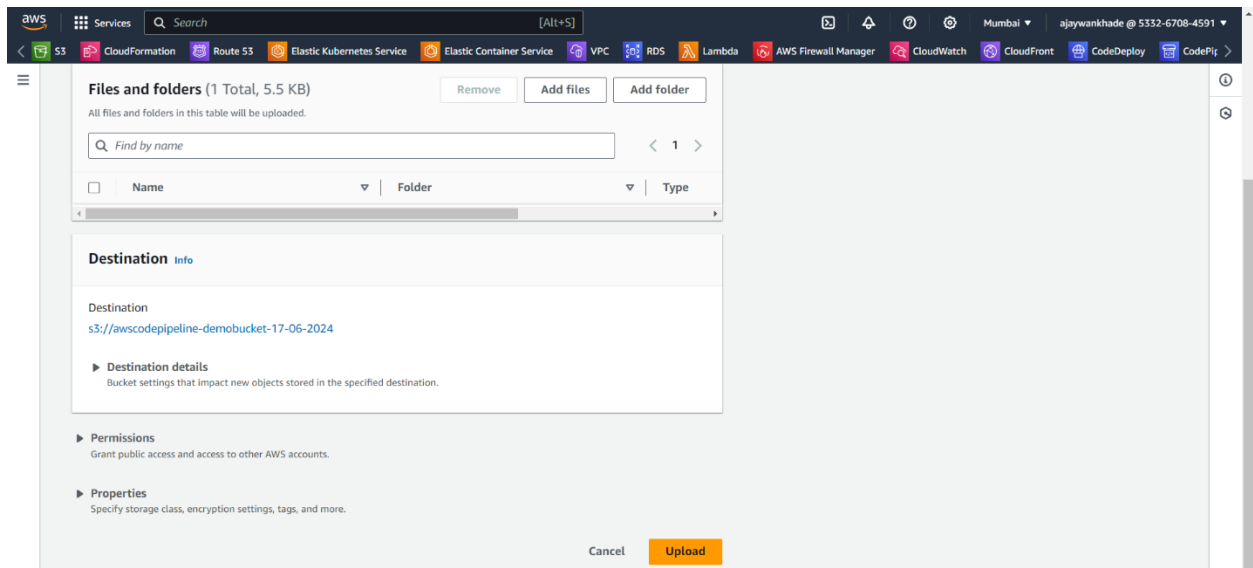 aws Services Search [Alt+S] Mumbai ▼ ajaywankhade @ 5332-6708-4591 ▼
S3 CloudFormation Route 53 Elastic Kubernetes Service Elastic Container Service VPC RDS Lambda AWS Firewall Manager CloudWatch CloudFront CodeDeploy CodePip
Files and folders (1 Total, 5.5 KB) Remove Add files Add folder
All files and folders in this table will be uploaded.
Find by name 1
Name Folder Type
Destination Info
Destination
s3://awscodepipeline-demobucket-17-06-2024
Destination details
Bucket settings that impact new objects stored in the specified destination.
Permissions
Grant public access and access to other AWS accounts.
Properties
Specify storage class, encryption settings, tags, and more.
Cancel Upload